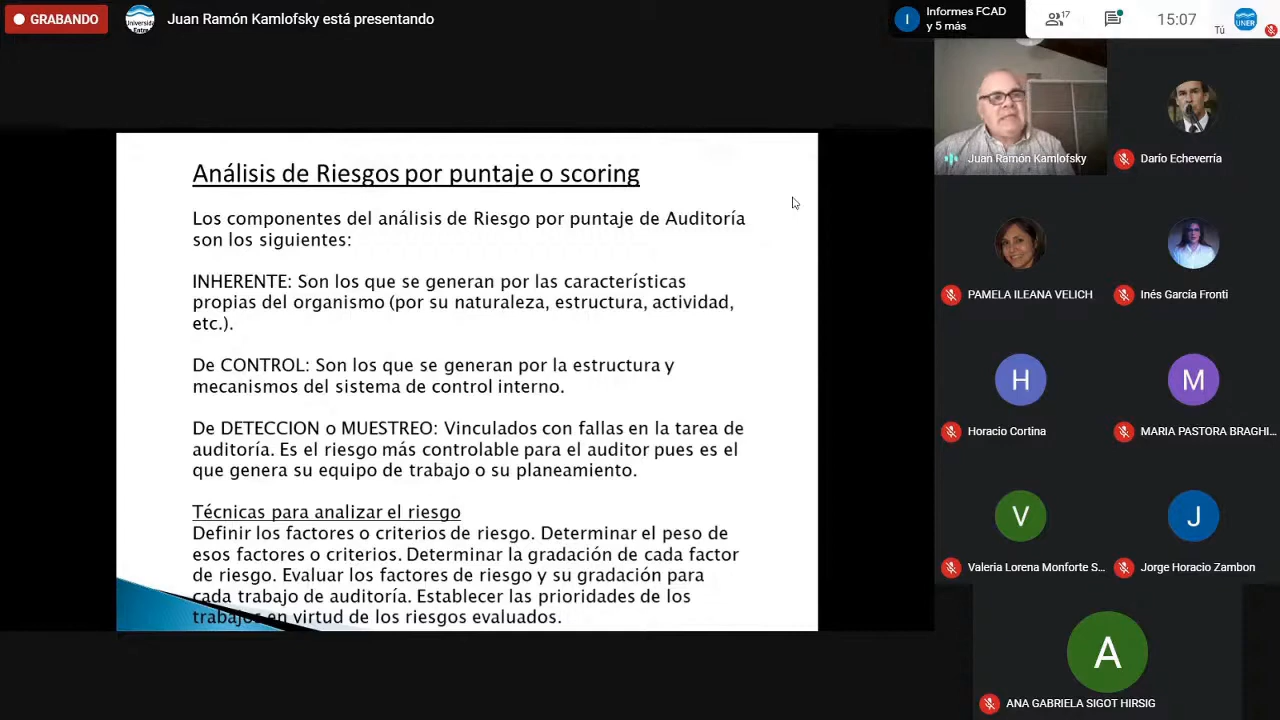 GRABANDO
Juan Ramón Kamlofsky está presentando
Informes FCAD
y 5 más
17
15:07
Tú
UNER
Análisis de Riesgos por puntaje o scoring
Los componentes del análisis de Riesgo por puntaje de Auditoría
son los siguientes:
INHERENTE: Son los que se generan por las características
propias del organismo (por su naturaleza, estructura, actividad,
etc.).
De CONTROL: Son los que se generan por la estructura y
mecanismos del sistema de control interno.
De DETECCION o MUESTREO: Vinculados con fallas en la tarea de
auditoría. Es el riesgo más controlable para el auditor pues es el
que genera su equipo de trabajo o su planeamiento.
Técnicas para analizar el riesgo
Definir los factores o criterios de riesgo. Determinar el peso de
esos factores o criterios. Determinar la gradación de cada factor
de riesgo. Evaluar los factores de riesgo y su gradación para
cada trabajo de auditoría. Establecer las prioridades de los
trabajos en virtud de los riesgos evaluados.
Juan Ramón Kamlofsky
Darío Echeverría
PAMELA ILEANA VELICH
Inés García Fronti
H
Horacio Cortina
M
MARIA PASTORA BRAGHI...
V
Valeria Lorena Monforte S...
J
Jorge Horacio Zambon
A
ANA GABRIELA SIGOT HIRSIG
I